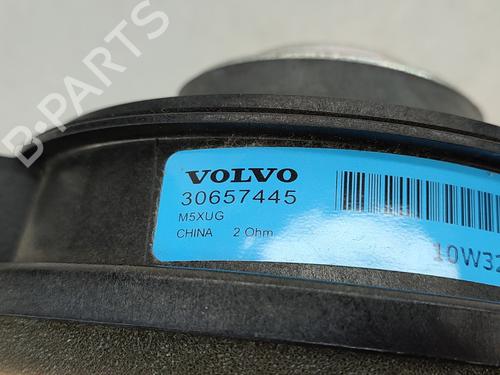 B-PARTS
VOLVO
30657445
M5XUG
CHINA 2 Ohm
10W32